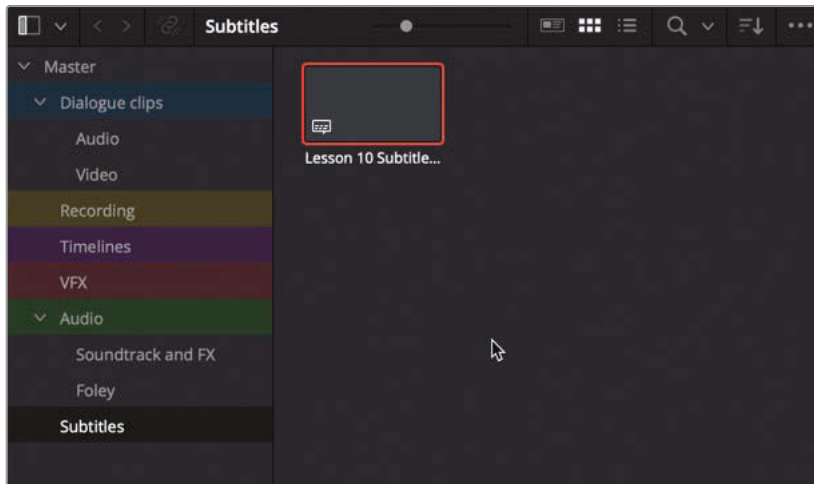 Subtitles
Master
Dialogue clips
Audio
Video
Recording
Timelines
VFX
Audio
Soundtrack and FX
Foley
Subtitles
Lesson 10 Subtitle...